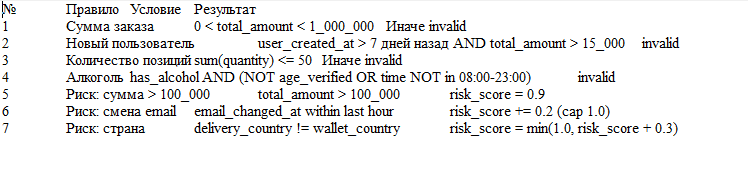 № Правило Условие Результат
1 Сумма заказа 0 < total_amount < 1_000_000 Иначе invalid
2 Новый пользователь user_created_at > 7 дней назад AND total_amount > 15_000 invalid
3 Количество позиций sum(quantity) <= 50 Иначе invalid
4 Алкоголь has_alcohol AND (NOT age_verified OR time NOT in 08:00-23:00) invalid
5 Риск: сумма > 100_000 total_amount > 100_000 risk_score = 0.9
6 Риск: смена email email_changed_at within last hour risk_score += 0.2 (cap 1.0)
7 Риск: страна delivery_country != wallet_country risk_score = min(1.0, risk_score + 0.3)